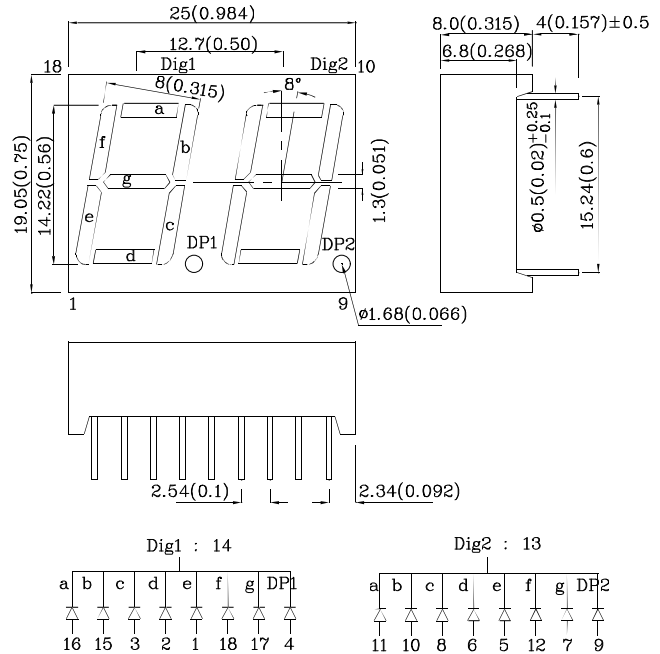 25(0.984)
8.0(0.315) 4(0.157)±0.5
12.7(0.50)
6.8(0.268)
18 Dig1 Dig2 10
8(0.315) 8°
a
f b
g
e c
d
DP1 DP2
19.05(0.75)
14.22(0.56)
1.3(0.051)
ø0.5(0.02)+0.25
-0.1
15.24(0.6)
1 9
ø1.68(0.066)
2.54(0.1) 2.34(0.092)
Dig1 : 14 Dig2 : 13
a b c d e f g DP1
a b c d e f g DP2
16 15 3 2 1 18 17 4
11 10 8 6 5 12 7 9